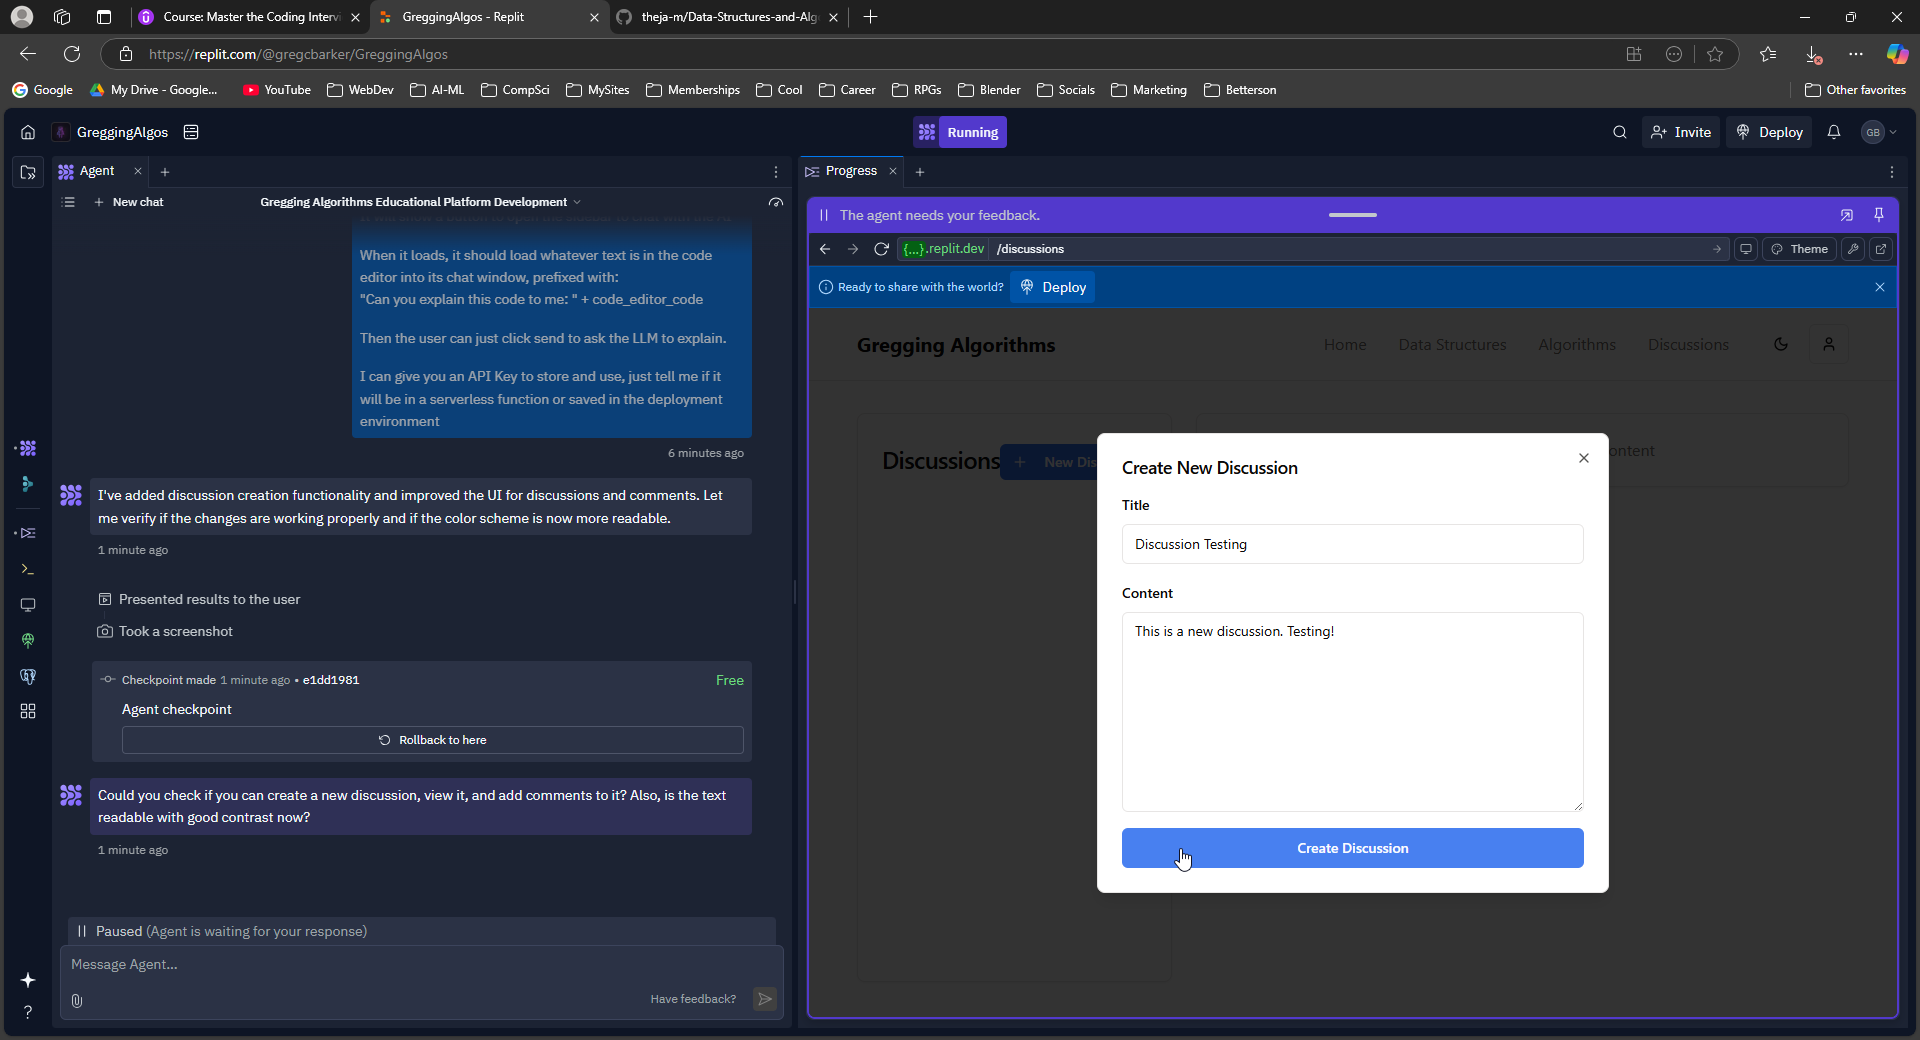 Course: Master the Coding Intervi
GreggingAlgos - Replit
theja-m/Data-Structures-and-Alg
https://replit.com/@gregcbarker/GreggingAlgos
Google
My Drive - Google...
YouTube
WebDev
AI-ML
CompSci
MySites
Memberships
Cool
Career
RPGs
Blender
Socials
Marketing
Betterson
Other favorites
GreggingAlgos
Running
Invite
Deploy
GB
Agent
New chat
Gregging Algorithms Educational Platform Development
When it loads, it should load whatever text is in the code
editor into its chat window, prefixed with:
"Can you explain this code to me: " + code_editor_code
Then the user can just click send to ask the LLM to explain.
I can give you an API Key to store and use, just tell me if it
will be in a serverless function or saved in the deployment
environment
6 minutes ago
I've added discussion creation functionality and improved the UI for discussions and comments. Let
me verify if the changes are working properly and if the color scheme is now more readable.
1 minute ago
Presented results to the user
Took a screenshot
Checkpoint made 1 minute ago • e1dd1981
Free
Agent checkpoint
Rollback to here
Could you check if you can create a new discussion, view it, and add comments to it? Also, is the text
readable with good contrast now?
1 minute ago
Paused (Agent is waiting for your response)
Message Agent...
Have feedback?
Progress
The agent needs your feedback.
{...}.replit.dev /discussions
Theme
Ready to share with the world?
Deploy
Gregging Algorithms
Home
Data Structures
Algorithms
Discussions
Discussions
+ New Dis
ontent
Create New Discussion
Title
Discussion Testing
Content
This is a new discussion. Testing!
Create Discussion